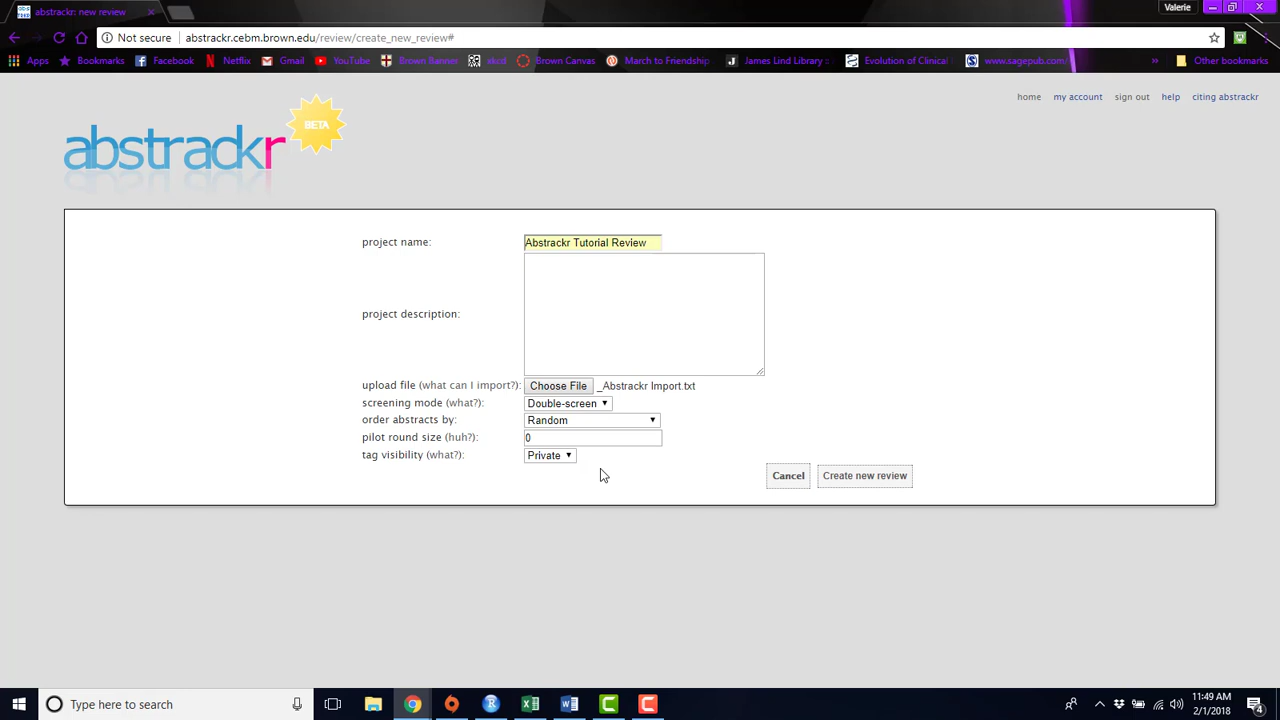 abstrackr: new review
Valerie
Not secure abstrackr.cebm.brown.edu/review/create_new_review#
Apps Bookmarks Facebook Netflix Gmail YouTube Brown Banner Brown Canvas March to Friendship James Lind Library Evolution of Clinical www.sagepub.com/ » Other bookmarks
home my account sign out help citing abstrackr
abstrackr BETA
project name: Abstrackr Tutorial Review
project description:
upload file (what can I import?): Choose File _Abstrackr Import.txt
screening mode (what?): Double-screen
order abstracts by: Random
pilot round size (huh?): 0
tag visibility (what?): Private
Cancel Create new review
Type here to search
11:49 AM
2/1/2018
4